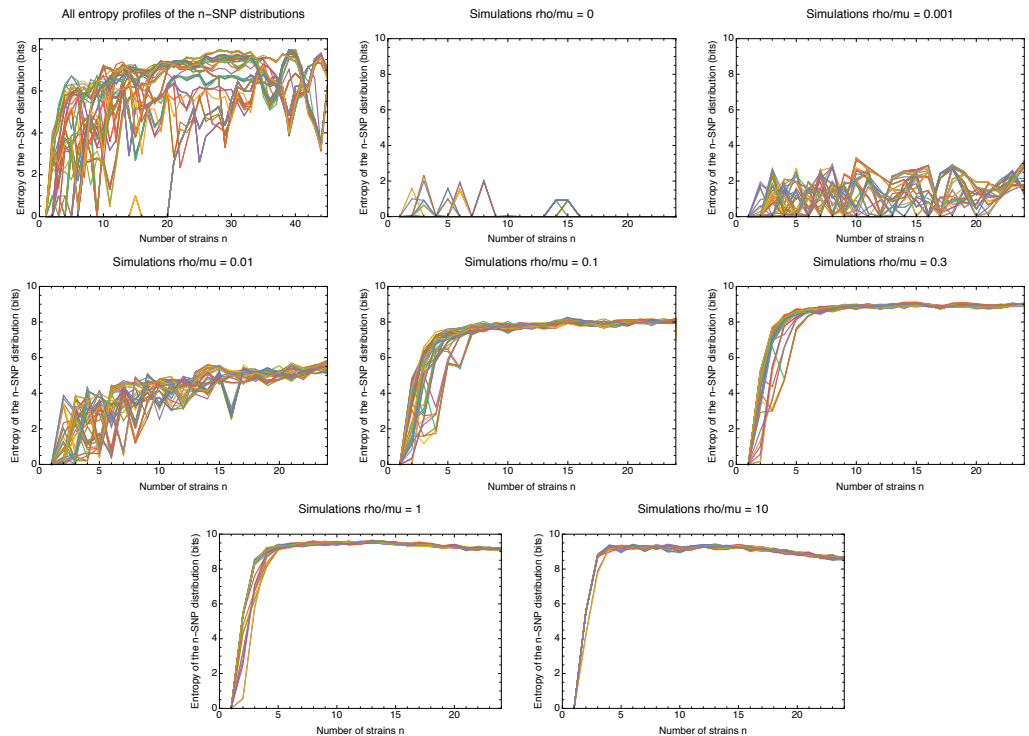 All entropy profiles of the n−SNP distributions
Entropy of the n−SNP distribution (bits)
8
6
4
2
0
0 10 20 30 40
Number of strains n
Simulations rho/mu = 0
Entropy of the n−SNP distribution (bits)
10
8
6
4
2
0
0 5 10 15 20
Number of strains n
Simulations rho/mu = 0.001
Entropy of the n−SNP distribution (bits)
10
8
6
4
2
0
0 5 10 15 20
Number of strains n
Simulations rho/mu = 0.01
Entropy of the n−SNP distribution (bits)
10
8
6
4
2
0
0 5 10 15 20
Number of strains n
Simulations rho/mu = 0.1
Entropy of the n−SNP distribution (bits)
10
8
6
4
2
0
0 5 10 15 20
Number of strains n
Simulations rho/mu = 0.3
Entropy of the n−SNP distribution (bits)
10
8
6
4
2
0
0 5 10 15 20
Number of strains n
Simulations rho/mu = 1
Entropy of the n−SNP distribution (bits)
10
8
6
4
2
0
0 5 10 15 20
Number of strains n
Simulations rho/mu = 10
Entropy of the n−SNP distribution (bits)
10
8
6
4
2
0
0 5 10 15 20
Number of strains n